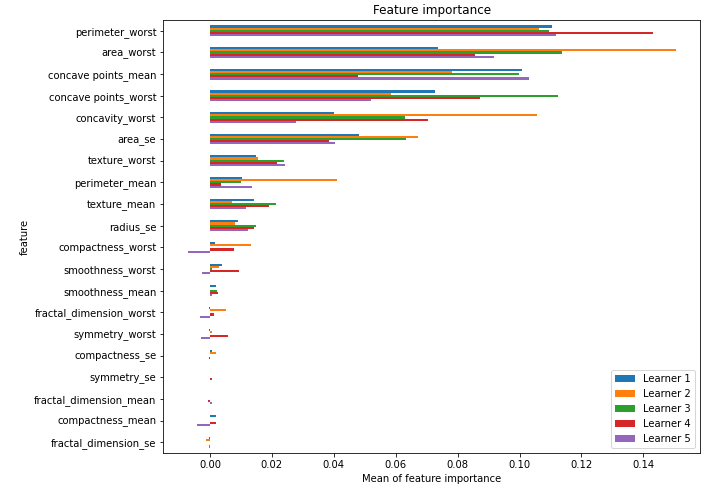 Feature importance
perimeter_worst
area_worst
concave points_mean
concave points_worst
concavity_worst
area_se
texture_worst
perimeter_mean
texture_mean
radius_se
compactness_worst
smoothness_worst
smoothness_mean
fractal_dimension_worst
symmetry_worst
compactness_se
symmetry_se
fractal_dimension_mean
compactness_mean
fractal_dimension_se
feature
Learner 1
Learner 2
Learner 3
Learner 4
Learner 5
0.00 0.02 0.04 0.06 0.08 0.10 0.12 0.14
Mean of feature importance